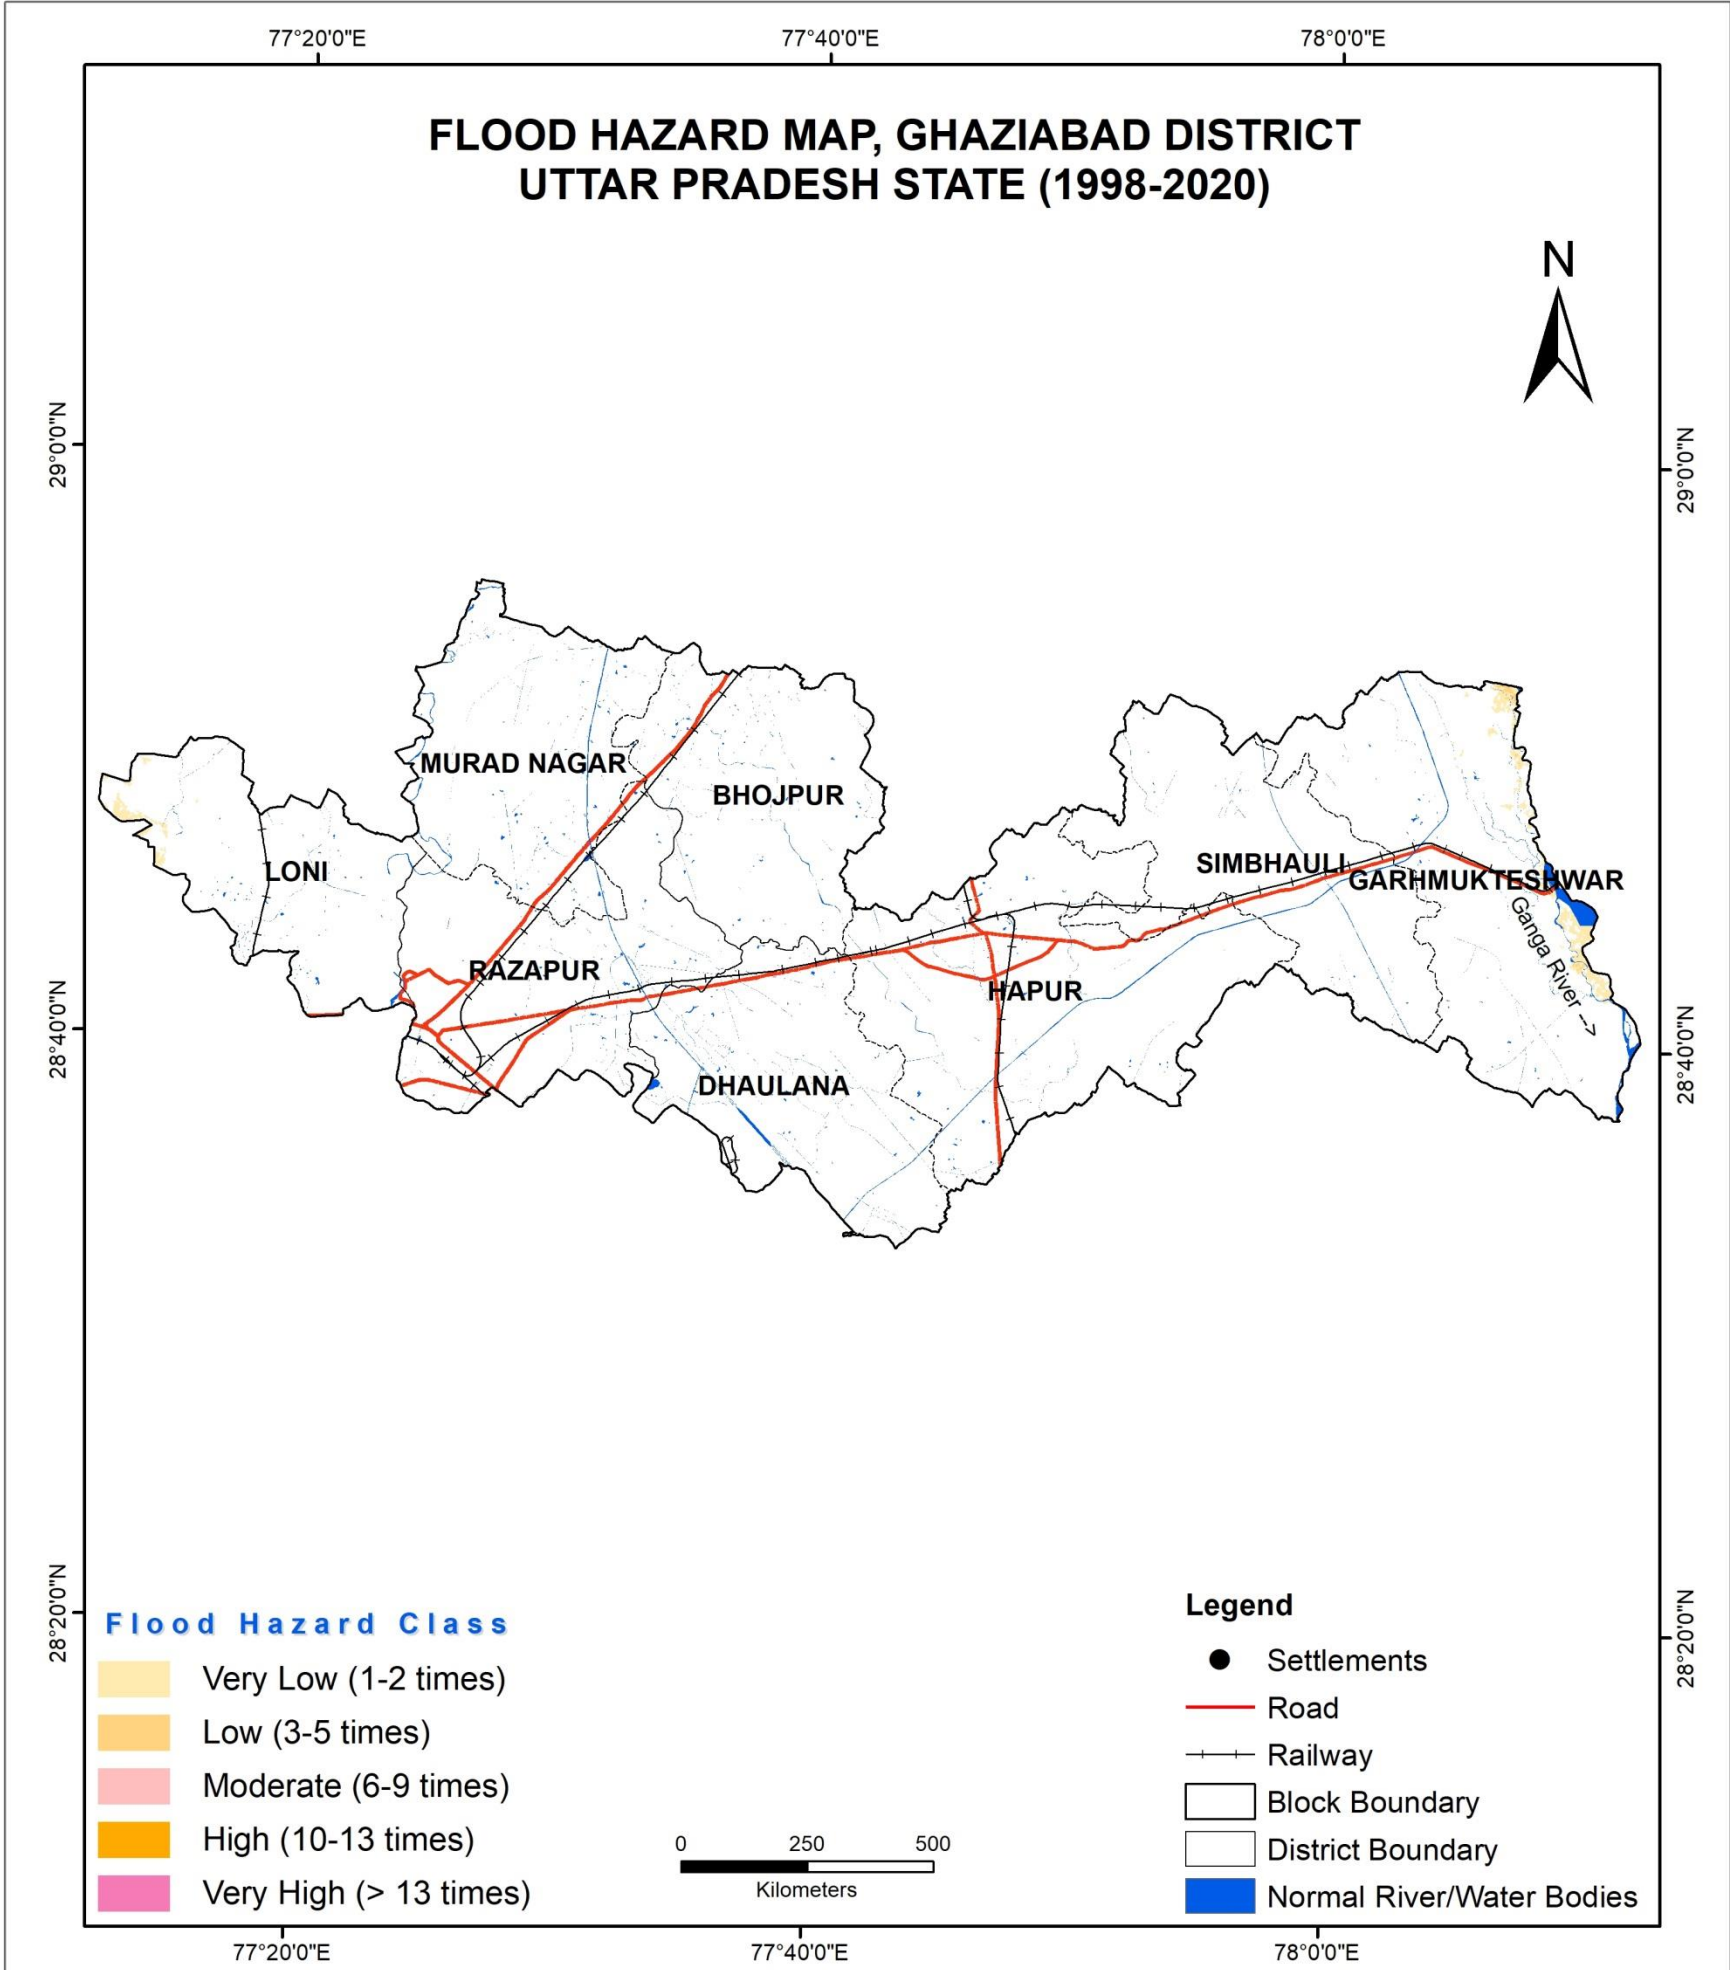 77°20'0"E 77°40'0"E 78°0'0"E
FLOOD HAZARD MAP, GHAZIABAD DISTRICT
UTTAR PRADESH STATE (1998-2020)
N
29°0'0"N
29°0'0"N
MURAD NAGAR
BHOJPUR
LONI
SIMBHAULI
GARHMUKTESHWAR
Ganga River -->
RAZAPUR
HAPUR
28°40'0"N
28°40'0"N
DHAULANA
28°20'0"N
28°20'0"N
Flood Hazard Class
Very Low (1-2 times)
Low (3-5 times)
Moderate (6-9 times)
High (10-13 times)
Very High (> 13 times)
0 250 500
Kilometers
Legend
Settlements
Road
Railway
Block Boundary
District Boundary
Normal River/Water Bodies
77°20'0"E 77°40'0"E 78°0'0"E